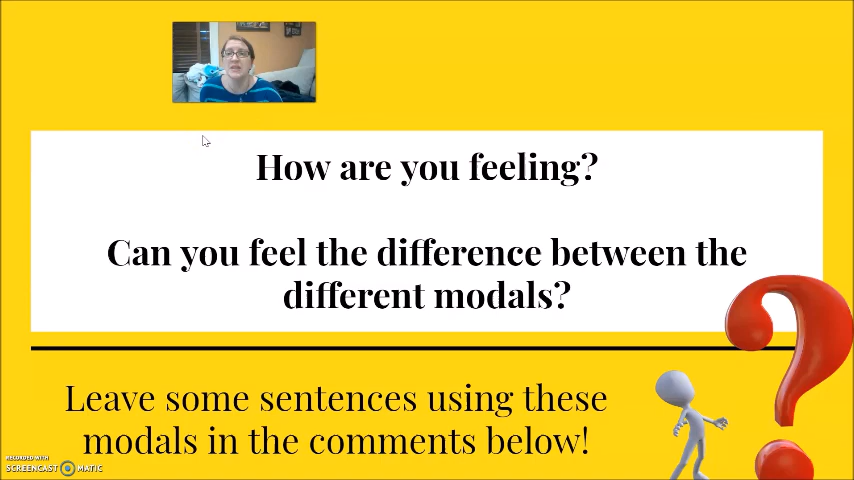 How are you feeling?
Can you feel the difference between the
different modals?
Leave some sentences using these
modals in the comments below!
RECORDED WITH
SCREENCAST MATIC